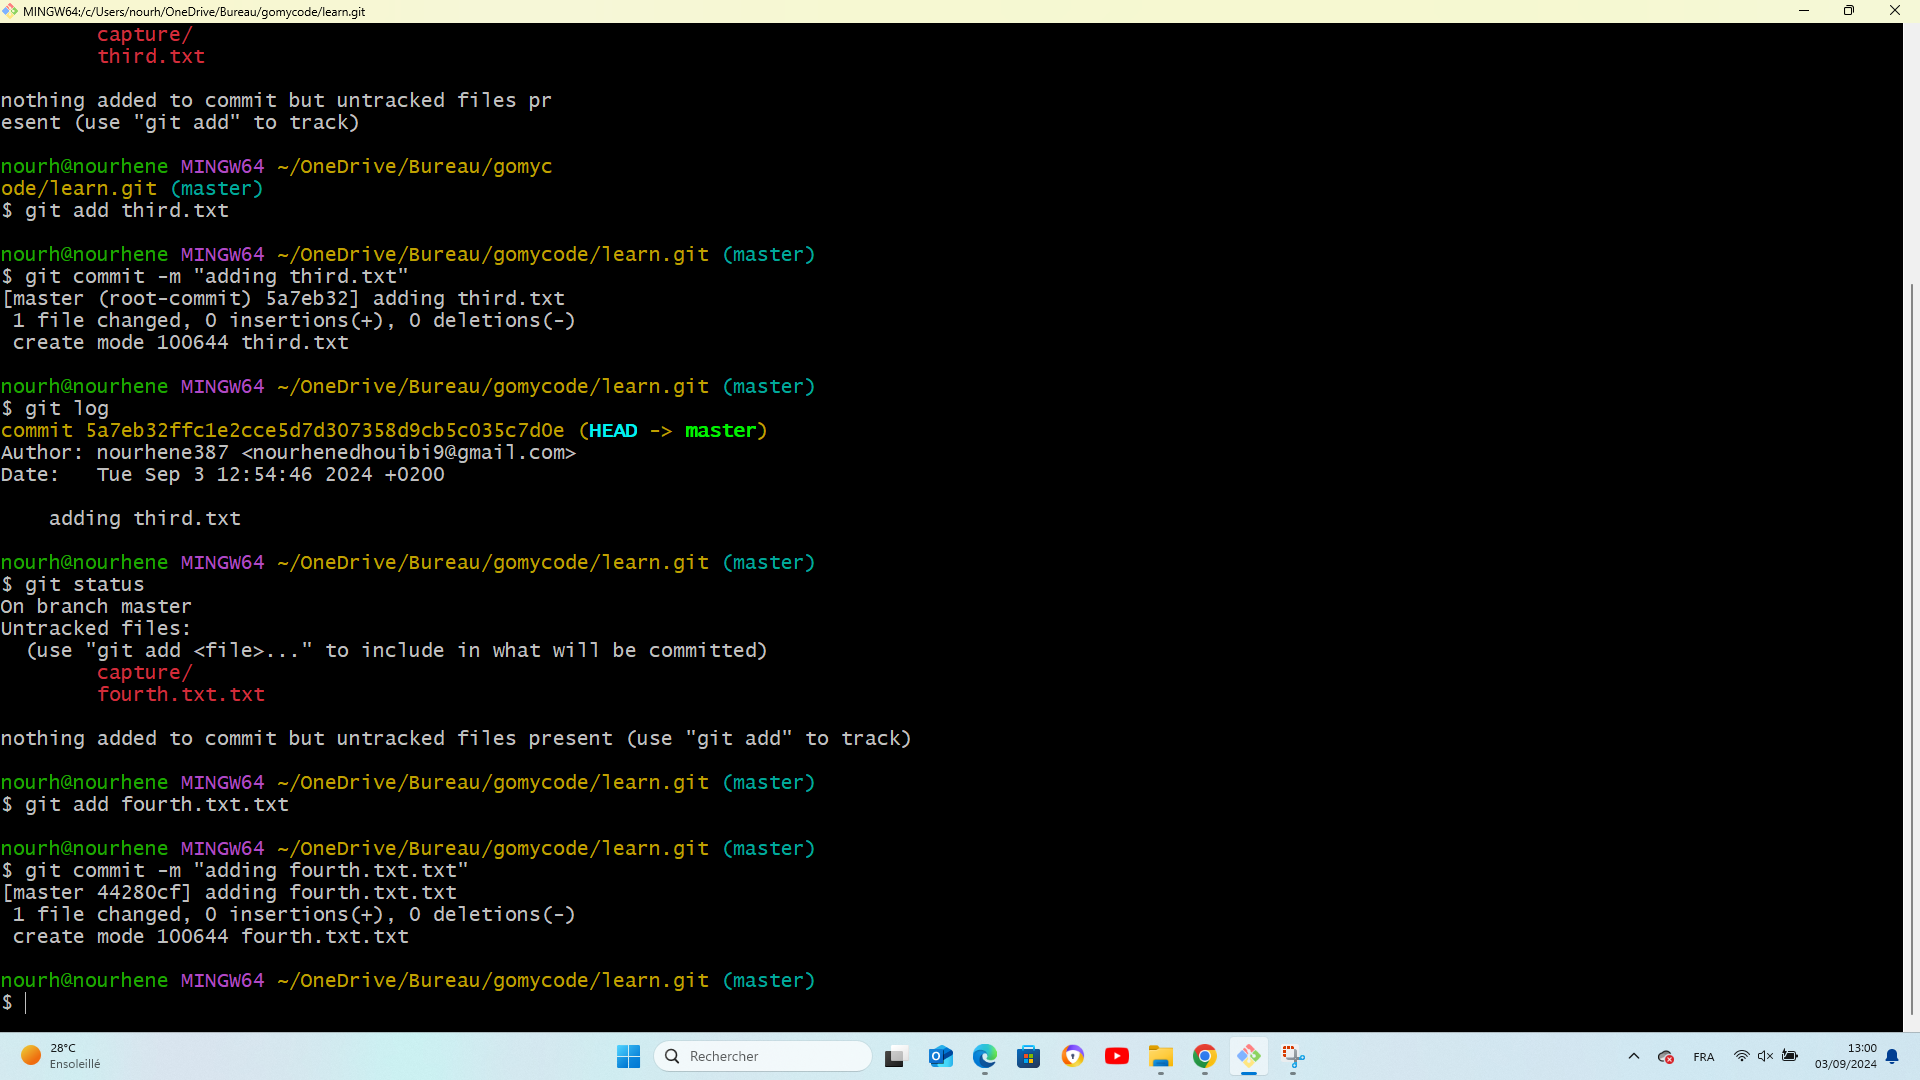 MINGW64:/c/Users/nourh/OneDrive/Bureau/gomycode/learn.git
        capture/
        third.txt

nothing added to commit but untracked files pr
esent (use "git add" to track)

nourh@nourhene MINGW64 ~/OneDrive/Bureau/gomyc
ode/learn.git (master)
$ git add third.txt

nourh@nourhene MINGW64 ~/OneDrive/Bureau/gomycode/learn.git (master)
$ git commit -m "adding third.txt"
[master (root-commit) 5a7eb32] adding third.txt
 1 file changed, 0 insertions(+), 0 deletions(-)
 create mode 100644 third.txt

nourh@nourhene MINGW64 ~/OneDrive/Bureau/gomycode/learn.git (master)
$ git log
commit 5a7eb32ffc1e2cce5d7d307358d9cb5c035c7d0e (HEAD -> master)
Author: nourhene387 <nourhenedhouibi9@gmail.com>
Date:   Tue Sep 3 12:54:46 2024 +0200

    adding third.txt

nourh@nourhene MINGW64 ~/OneDrive/Bureau/gomycode/learn.git (master)
$ git status
On branch master
Untracked files:
  (use "git add <file>..." to include in what will be committed)
        capture/
        fourth.txt.txt

nothing added to commit but untracked files present (use "git add" to track)

nourh@nourhene MINGW64 ~/OneDrive/Bureau/gomycode/learn.git (master)
$ git add fourth.txt.txt

nourh@nourhene MINGW64 ~/OneDrive/Bureau/gomycode/learn.git (master)
$ git commit -m "adding fourth.txt.txt"
[master 44280cf] adding fourth.txt.txt
 1 file changed, 0 insertions(+), 0 deletions(-)
 create mode 100644 fourth.txt.txt

nourh@nourhene MINGW64 ~/OneDrive/Bureau/gomycode/learn.git (master)
$
28°C
Ensoleillé
Rechercher
FRA
13:00
03/09/2024